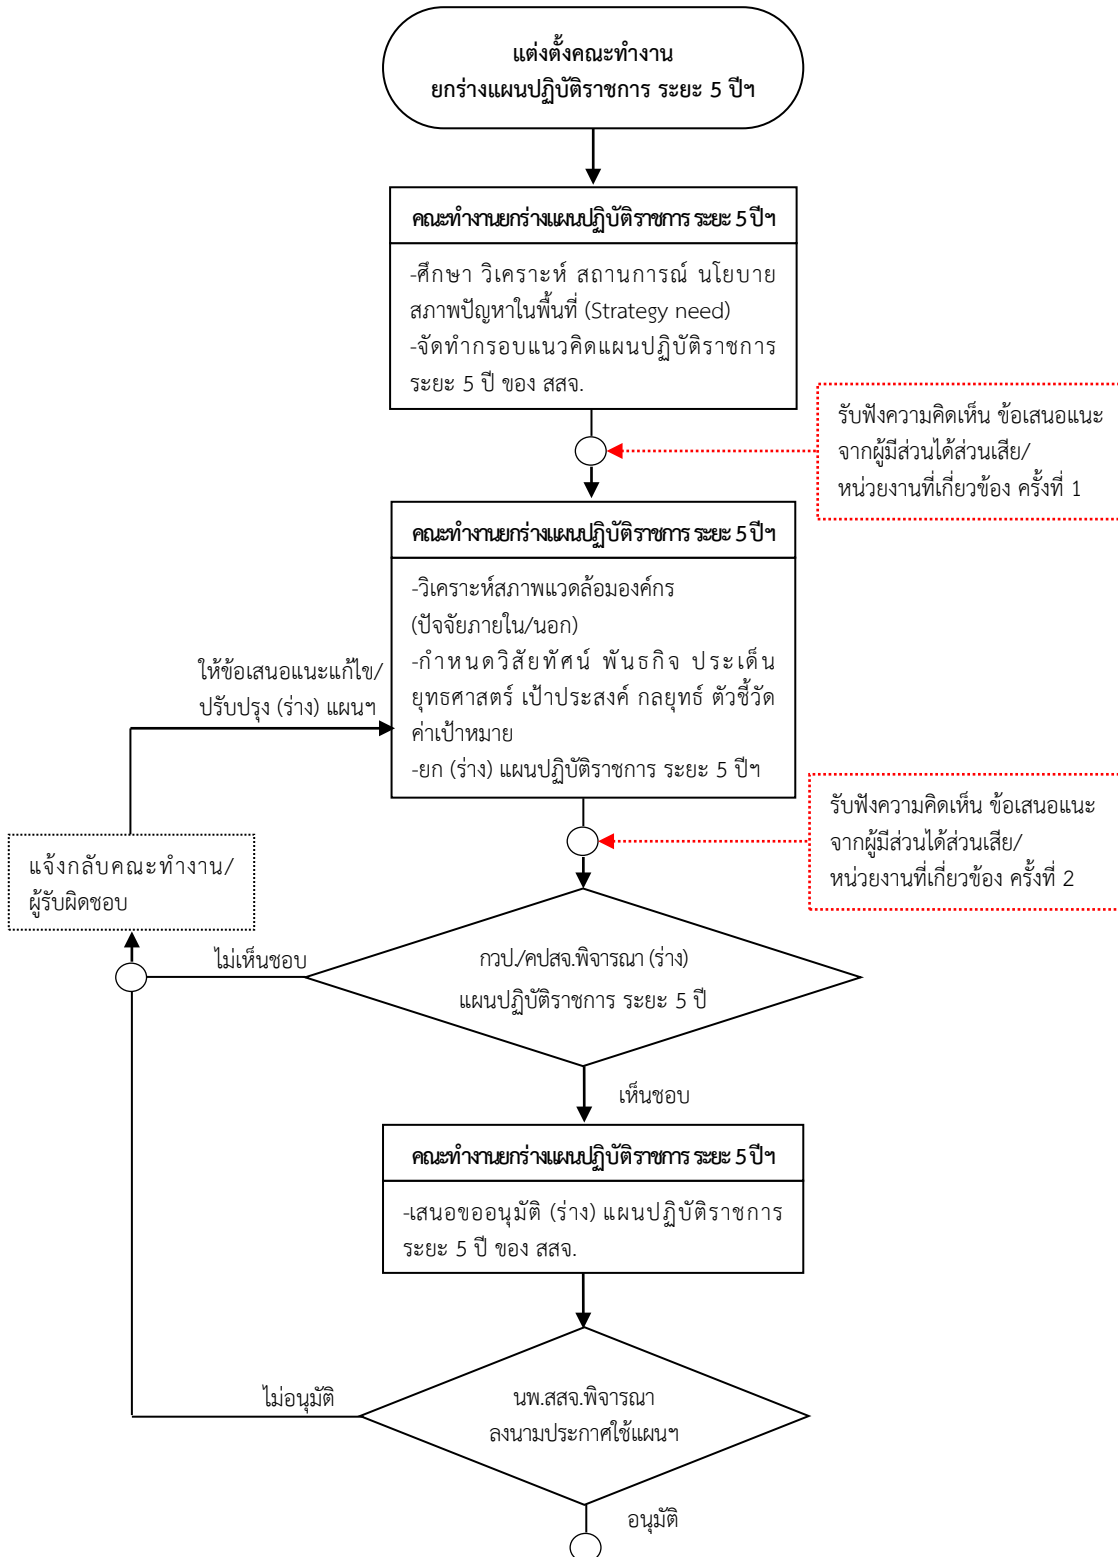 แต่งตั้งคณะทำงาน
ยกร่างแผนปฏิบัติราชการ ระยะ 5 ปีฯ
คณะทำงานยกร่างแผนปฏิบัติราชการ ระยะ 5 ปีฯ
-ศึกษา วิเคราะห์ สถานการณ์ นโยบาย
สภาพปัญหาในพื้นที่ (Strategy need)
-จัดทำกรอบแนวคิดแผนปฏิบัติราชการ
ระยะ 5 ปี ของ สสจ.
รับฟังความคิดเห็น ข้อเสนอแนะ
จากผู้มีส่วนได้ส่วนเสีย/
หน่วยงานที่เกี่ยวข้อง ครั้งที่ 1
คณะทำงานยกร่างแผนปฏิบัติราชการ ระยะ 5 ปีฯ
-วิเคราะห์สภาพแวดล้อมองค์กร
(ปัจจัยภายใน/นอก)
-กำหนดวิสัยทัศน์ พันธกิจ ประเด็น
ยุทธศาสตร์ เป้าประสงค์ กลยุทธ์ ตัวชี้วัด
ค่าเป้าหมาย
-ยก (ร่าง) แผนปฏิบัติราชการ ระยะ 5 ปีฯ
ให้ข้อเสนอแนะแก้ไข/
ปรับปรุง (ร่าง) แผนฯ
รับฟังความคิดเห็น ข้อเสนอแนะ
จากผู้มีส่วนได้ส่วนเสีย/
หน่วยงานที่เกี่ยวข้อง ครั้งที่ 2
แจ้งกลับคณะทำงาน/
ผู้รับผิดชอบ
ไม่เห็นชอบ
กวป./คปสจ.พิจารณา (ร่าง)
แผนปฏิบัติราชการ ระยะ 5 ปี
เห็นชอบ
คณะทำงานยกร่างแผนปฏิบัติราชการ ระยะ 5 ปีฯ
-เสนอขออนุมัติ (ร่าง) แผนปฏิบัติราชการ
ระยะ 5 ปี ของ สสจ.
ไม่อนุมัติ
นพ.สสจ.พิจารณา
ลงนามประกาศใช้แผนฯ
อนุมัติ